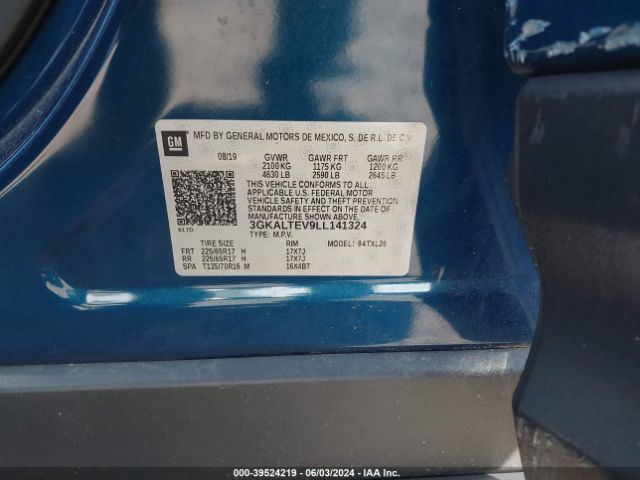 GM
MFD BY GENERAL MOTORS DE MEXICO, S. DE R.L. DE C.V
08/19 GVWR GAWR FRT GAWR RR
2100 KG 1175 KG 1200 KG
4630 LB 2590 LB 2645 LB
THIS VEHICLE CONFORMS TO ALL
APPLICABLE U.S. FEDERAL MOTOR
VEHICLE SAFETY AND THEFT PREVENTION
STANDARDS IN EFFECT ON THE DATE OF
MANUFACTURE SHOWN ABOVE.
617D 3GKALTEV9LL141324
TYPE: M.P.V.
TIRE SIZE RIM MODEL: 94TXL26
FRT 225/65R17 H 17X7J
RR 225/65R17 H 17X7J
SPA T135/70R16 M 16X4BT
000-39524219 - 06/03/2024 - IAA Inc.